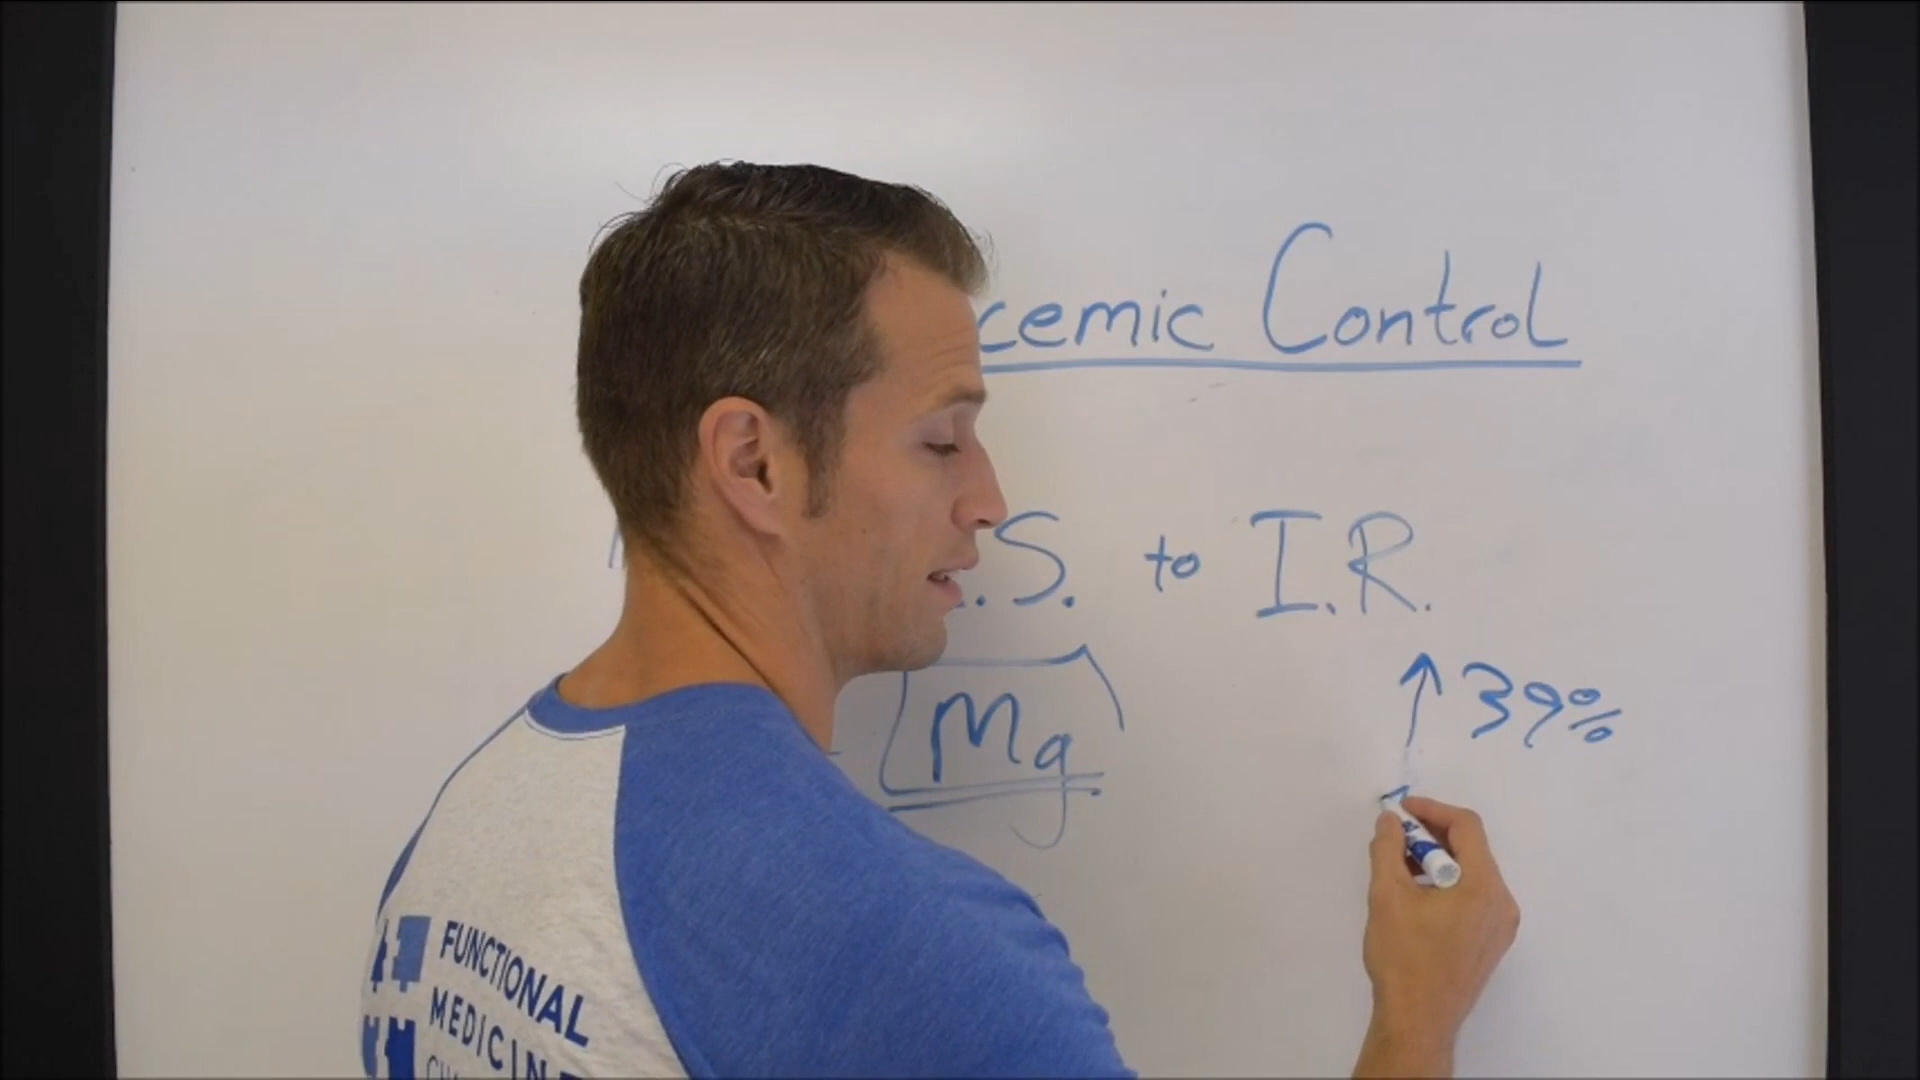 cemic Control
.S. to I.R.
Mg
↑ 39%
FUNCTIONAL
MEDICIN